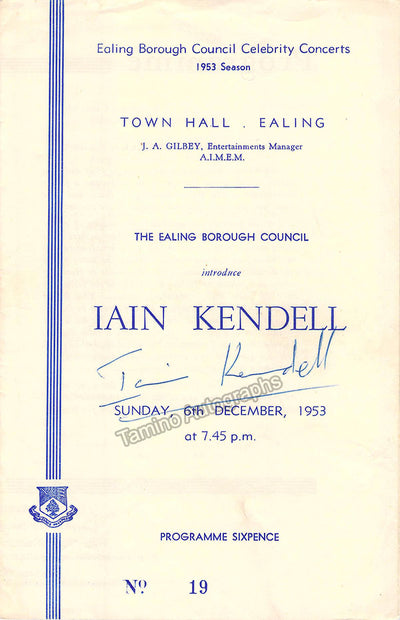 Ealing Borough Council Celebrity Concerts
1953 Season
TOWN HALL . EALING
J. A. GILBEY, Entertainments Manager
A.I.M.E.M.
THE EALING BOROUGH COUNCIL
introduce
IAIN KENDELL
Iain Kendell
Tamino Autographs
SUNDAY, 6th DECEMBER, 1953
at 7.45 p.m.
PROGRAMME SIXPENCE
Nº 19